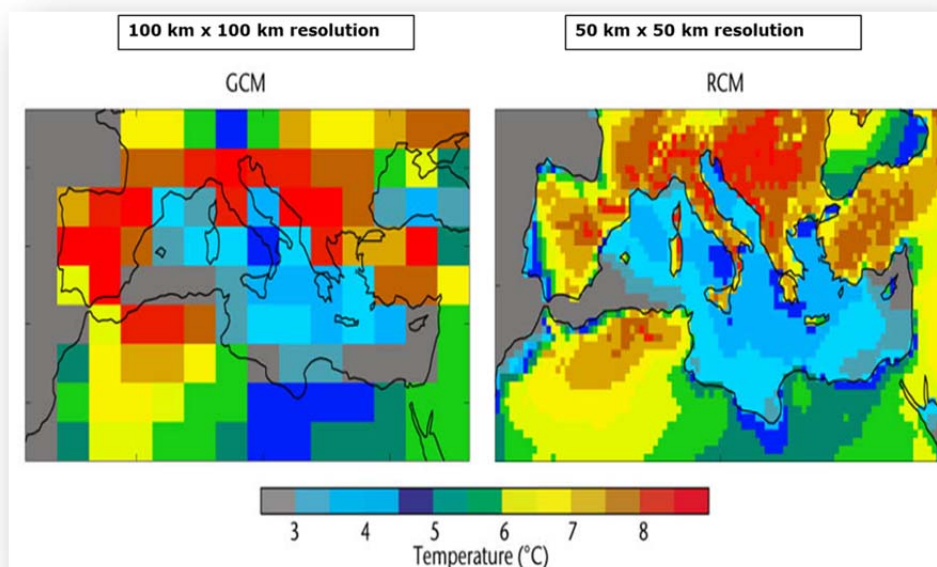 100 km x 100 km resolution
50 km x 50 km resolution
GCM
RCM
3 4 5 6 7 8
Temperature (°C)